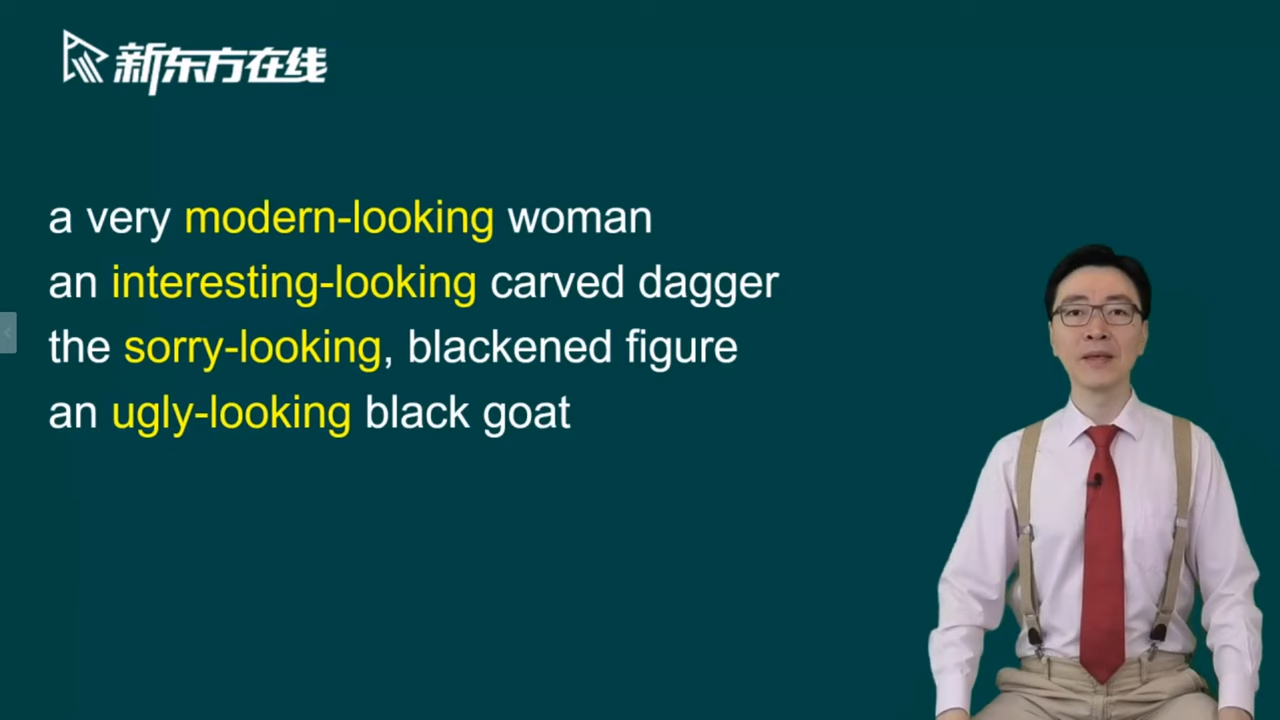 新东方在线
a very modern-looking woman
an interesting-looking carved dagger
the sorry-looking, blackened figure
an ugly-looking black goat